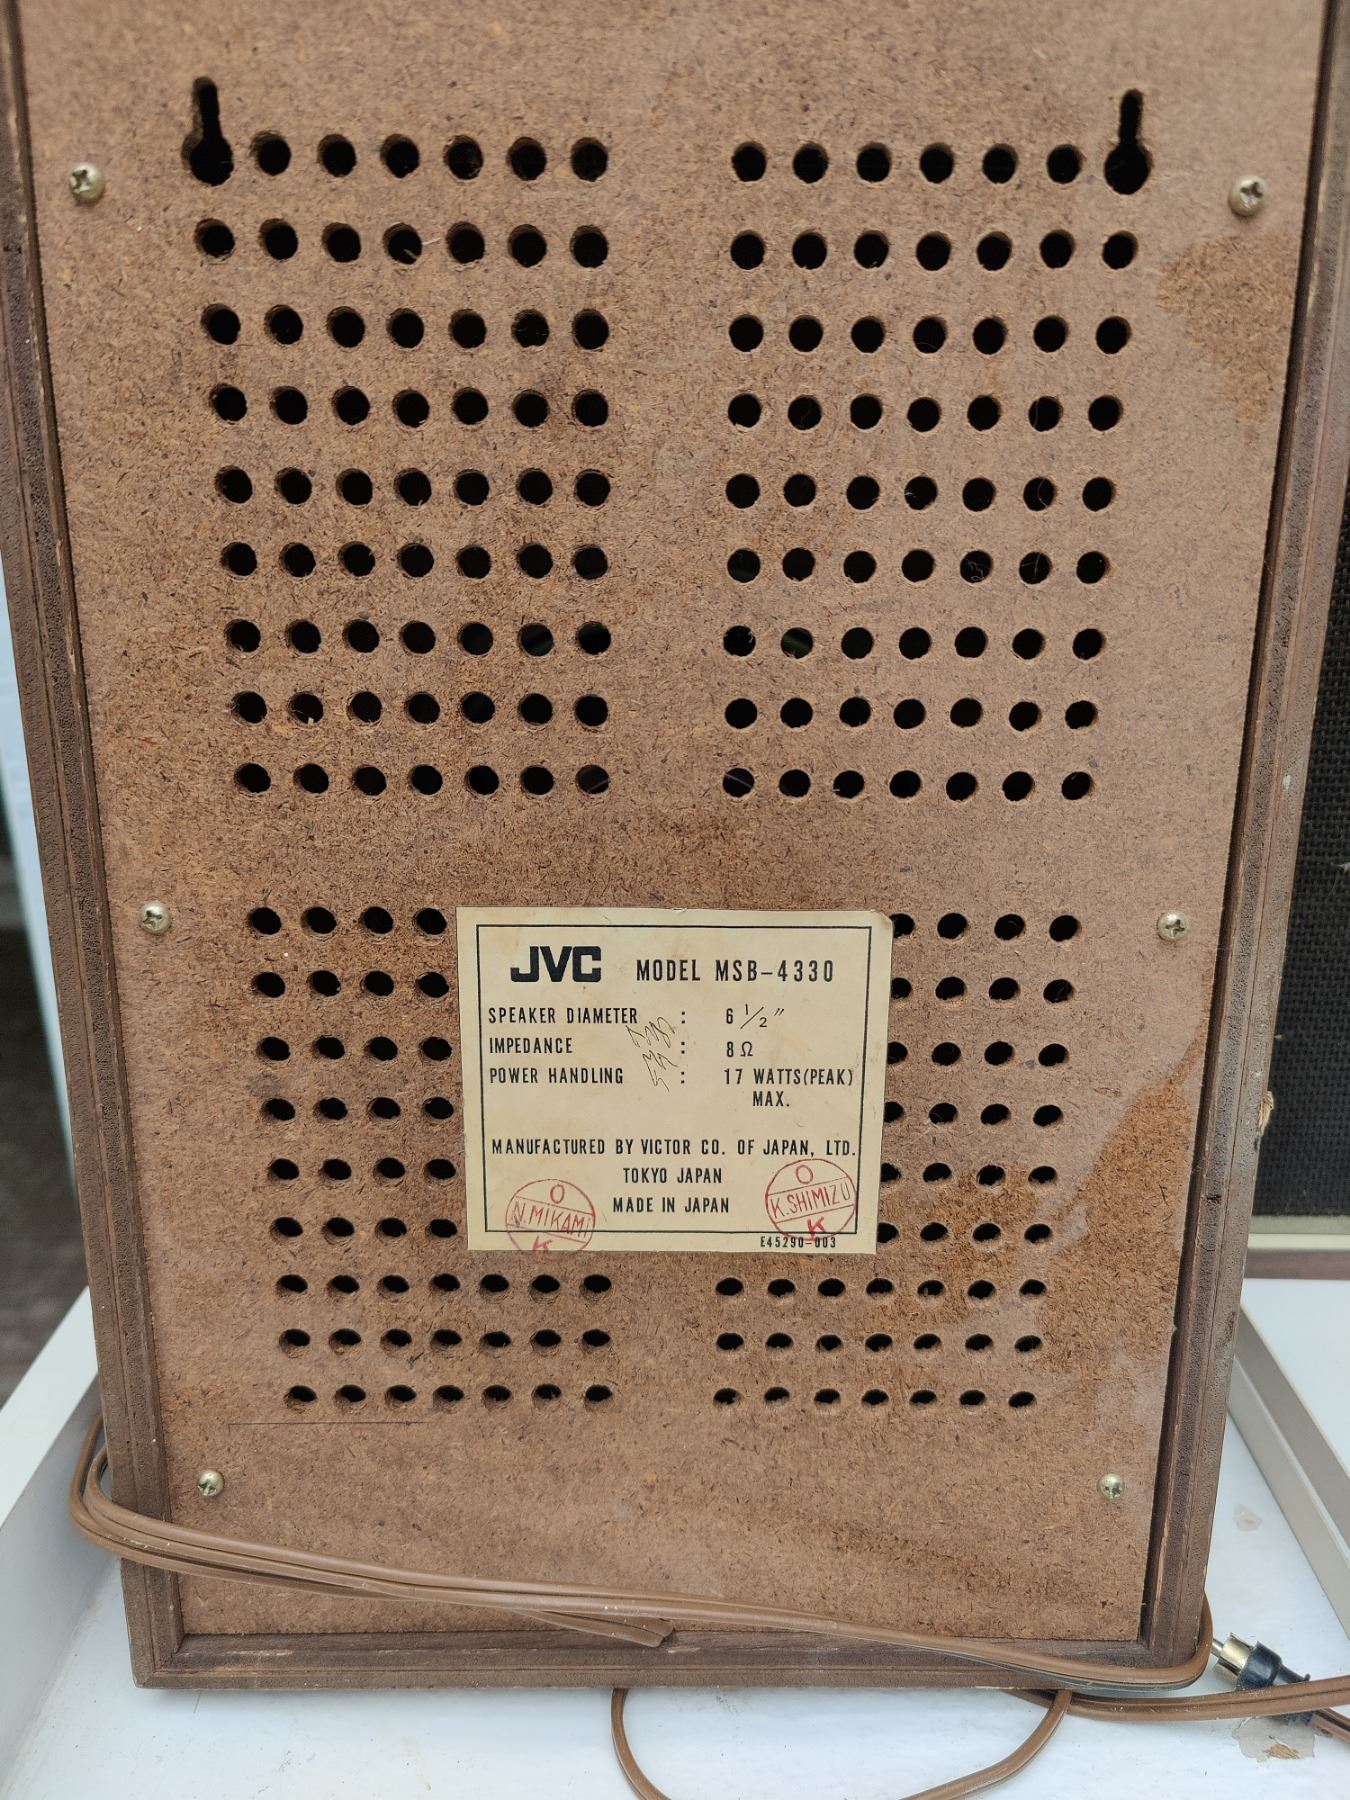 JVC MODEL MSB-4330
SPEAKER DIAMETER : 6 1/2"
IMPEDANCE : 8Ω
POWER HANDLING : 17 WATTS(PEAK)
MAX.
MANUFACTURED BY VICTOR CO. OF JAPAN, LTD.
TOKYO JAPAN
MADE IN JAPAN
O
N.MIKAMI
K
O
K.SHIMIZU
K
E45290-003